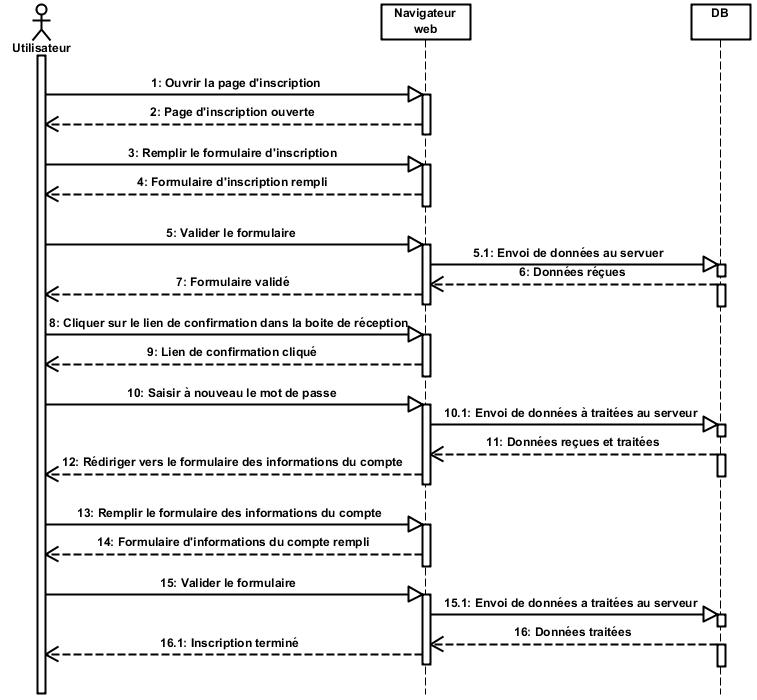 Utilisateur
Navigateur
web
DB
1: Ouvrir la page d'inscription
2: Page d'inscription ouverte
3: Remplir le formulaire d'inscription
4: Formulaire d'inscription rempli
5: Valider le formulaire
5.1: Envoi de données au servuer
6: Données réçues
7: Formulaire validé
8: Cliquer sur le lien de confirmation dans la boite de réception
9: Lien de confirmation cliqué
10: Saisir à nouveau le mot de passe
10.1: Envoi de données à traitées au serveur
11: Données reçues et traitées
12: Rédiriger vers le formulaire des informations du compte
13: Remplir le formulaire des informations du compte
14: Formulaire d'informations du compte rempli
15: Valider le formulaire
15.1: Envoi de données a traitées au serveur
16: Données traitées
16.1: Inscription terminé